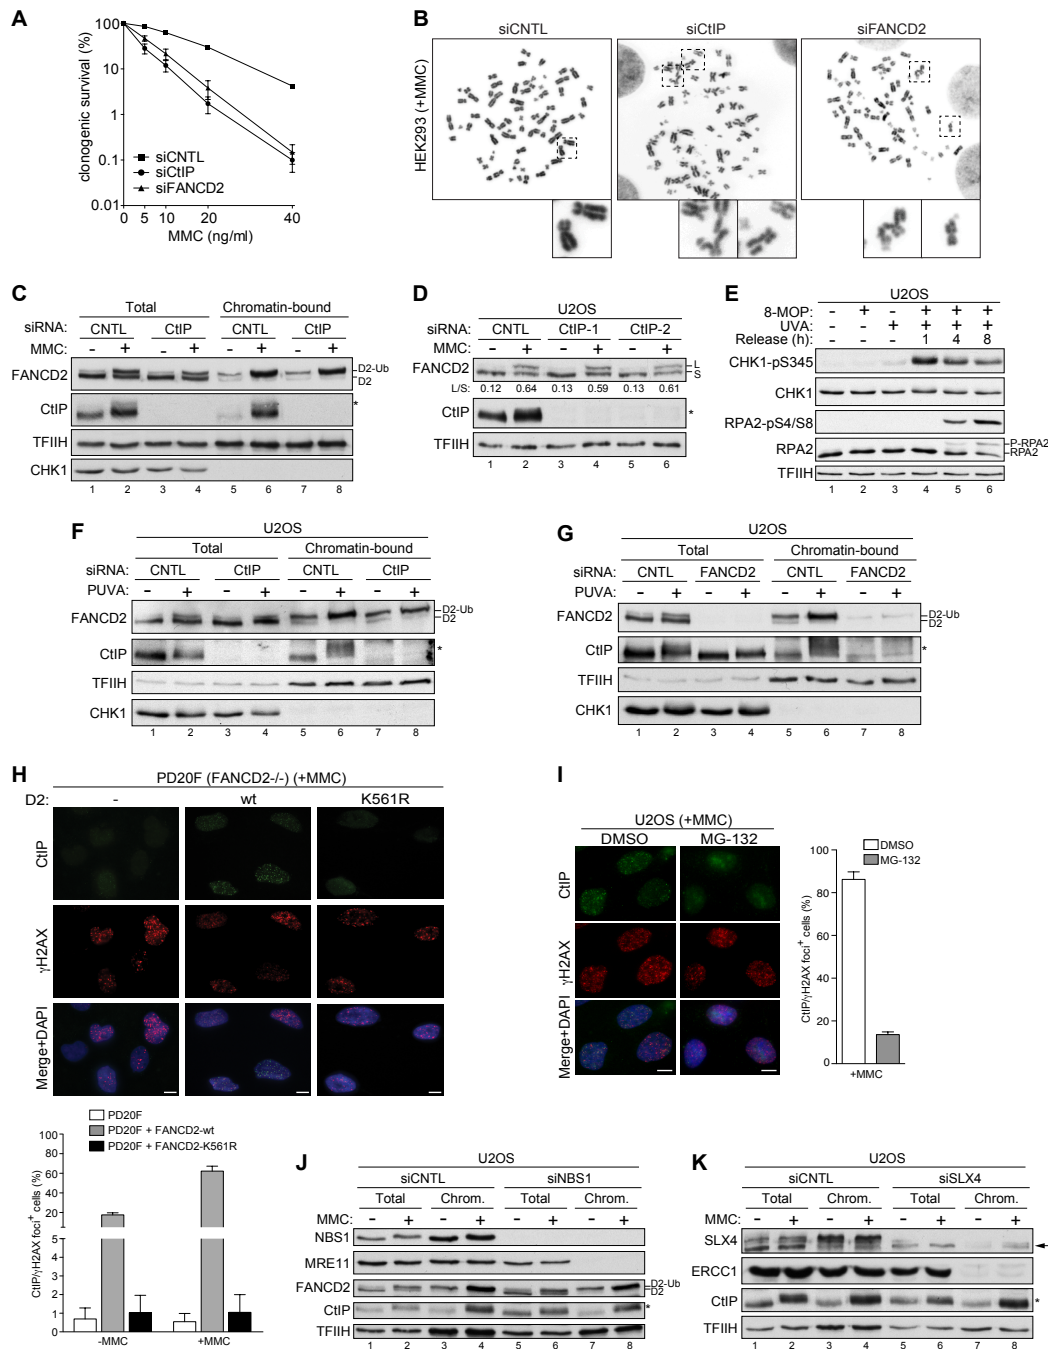 A
clonogenic survival (%)
100
10
1
0.1
0.01
0 5 10 20 40
MMC (ng/ml)
siCNTL
siCtIP
siFANCD2
B
siCNTL siCtIP siFANCD2
HEK293 (+MMC)
C
Total Chromatin-bound
siRNA: CNTL CtIP CNTL CtIP
MMC: - + - + - + - +
FANCD2 D2-Ub
D2
CtIP *
TFIIH
CHK1
1 2 3 4 5 6 7 8
D
U2OS
siRNA: CNTL CtIP-1 CtIP-2
MMC: - + - + - +
FANCD2 L
S
L/S: 0.12 0.64 0.13 0.59 0.13 0.61
CtIP *
TFIIH
1 2 3 4 5 6
E
U2OS
8-MOP: - + - + + +
UVA: - - + + + +
Release (h): 1 4 8
CHK1-pS345
CHK1
RPA2-pS4/S8
RPA2 P-RPA2
RPA2
TFIIH
1 2 3 4 5 6
F
U2OS
Total Chromatin-bound
siRNA: CNTL CtIP CNTL CtIP
PUVA: - + - + - + - +
FANCD2 D2-Ub
D2
CtIP *
TFIIH
CHK1
1 2 3 4 5 6 7 8
G
U2OS
Total Chromatin-bound
siRNA: CNTL FANCD2 CNTL FANCD2
PUVA: - + - + - + - +
FANCD2 D2-Ub
D2
CtIP *
TFIIH
CHK1
1 2 3 4 5 6 7 8
H
PD20F (FANCD2-/-) (+MMC)
D2: - wt K561R
CtIP
γH2AX
Merge+DAPI
PD20F
PD20F + FANCD2-wt
PD20F + FANCD2-K561R
CtIP/γH2AX foci+ cells (%)
100
80
60
40
20
5
4
3
2
1
0
-MMC +MMC
I
U2OS (+MMC)
DMSO MG-132
CtIP
γH2AX
Merge+DAPI
DMSO
MG-132
CtIP/γH2AX foci+ cells (%)
100
80
60
40
20
0
+MMC
J
U2OS
siCNTL siNBS1
Total Chrom. Total Chrom.
MMC: - + - + - + - +
NBS1
MRE11
FANCD2 D2-Ub
D2
CtIP *
TFIIH
1 2 3 4 5 6 7 8
K
U2OS
siCNTL siSLX4
Total Chrom. Total Chrom.
MMC: - + - + - + - +
SLX4
ERCC1
CtIP *
TFIIH
1 2 3 4 5 6 7 8